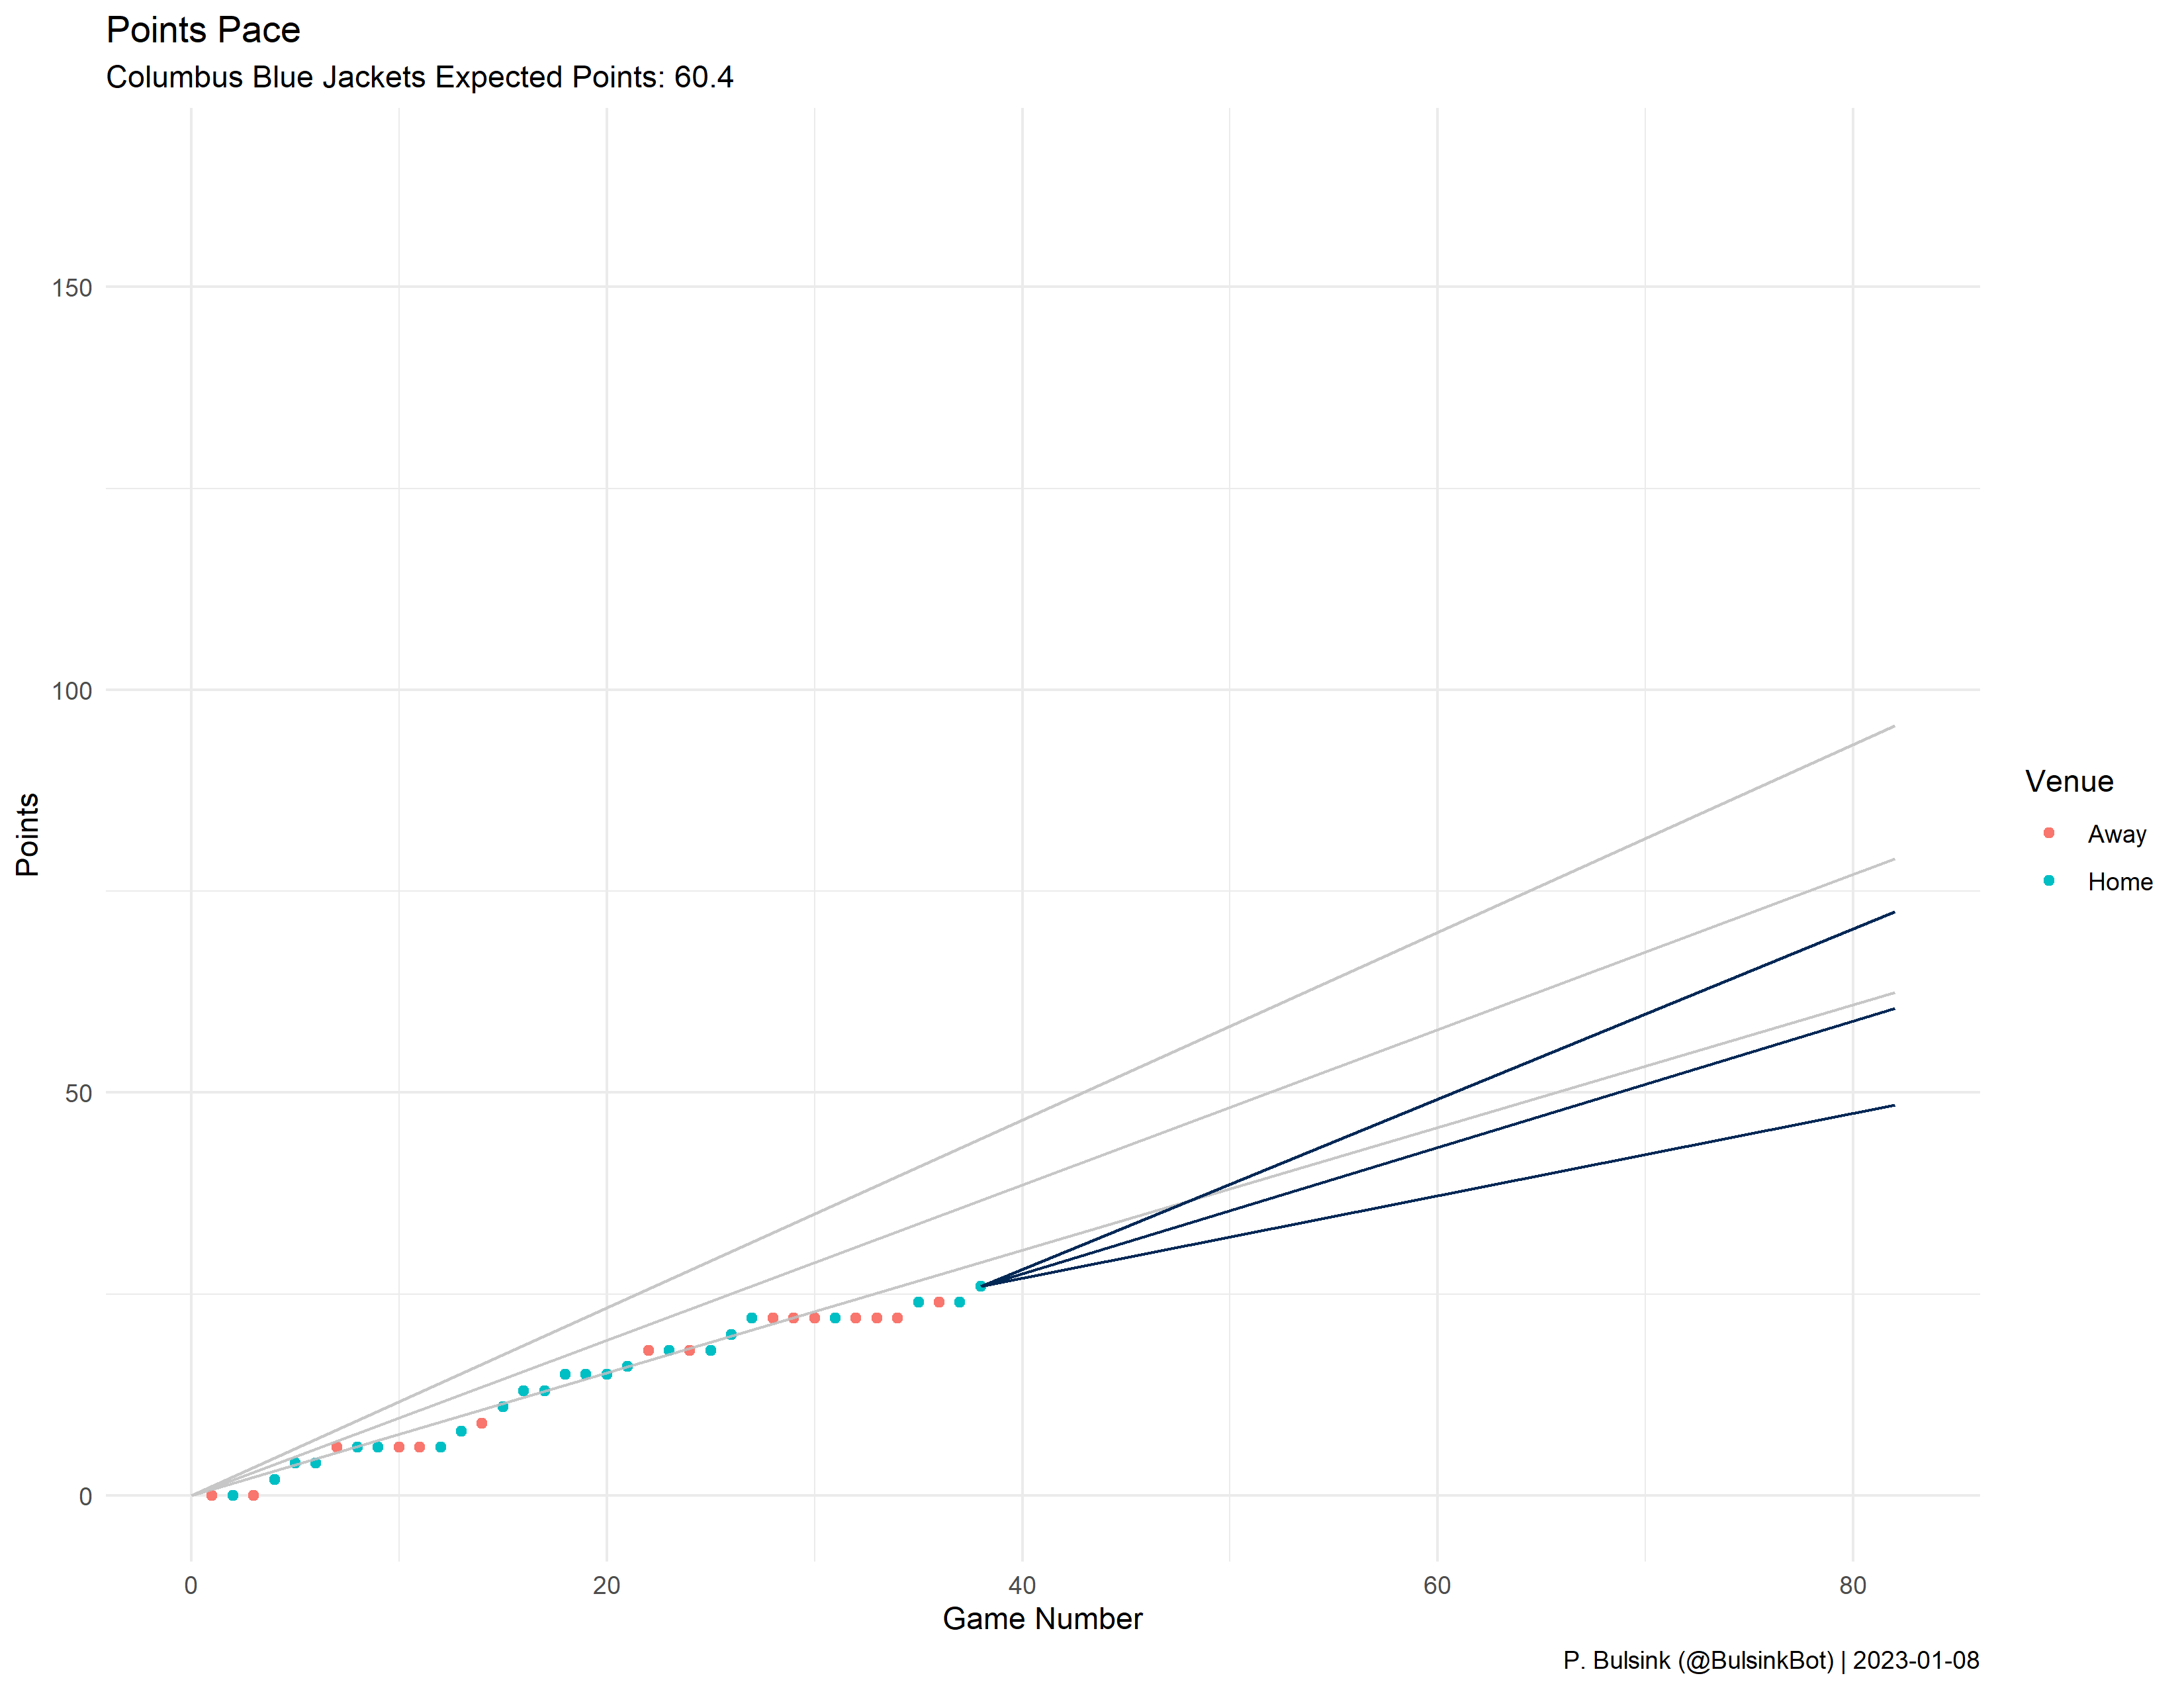 Points Pace
Columbus Blue Jackets Expected Points: 60.4
150
100
50
0
Points
0 20 40 60 80
Game Number
Venue
Away
Home
P. Bulsink (@BulsinkBot) | 2023-01-08